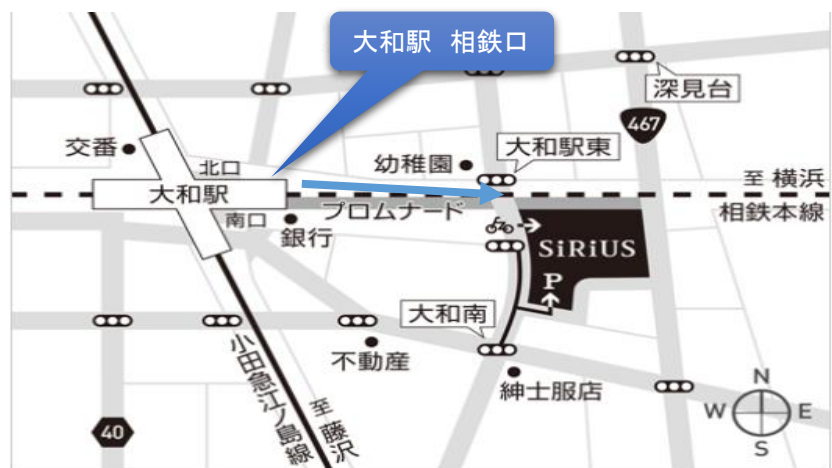 大和駅　相鉄口
深見台
467
交番
北口
幼稚園
大和駅東
至 横浜
大和駅
相鉄本線
南口
プロムナード
銀行
SiRiUS
P
大和南
不動産
紳士服店
小田急江ノ島線
至 藤沢
40
N
W
E
S